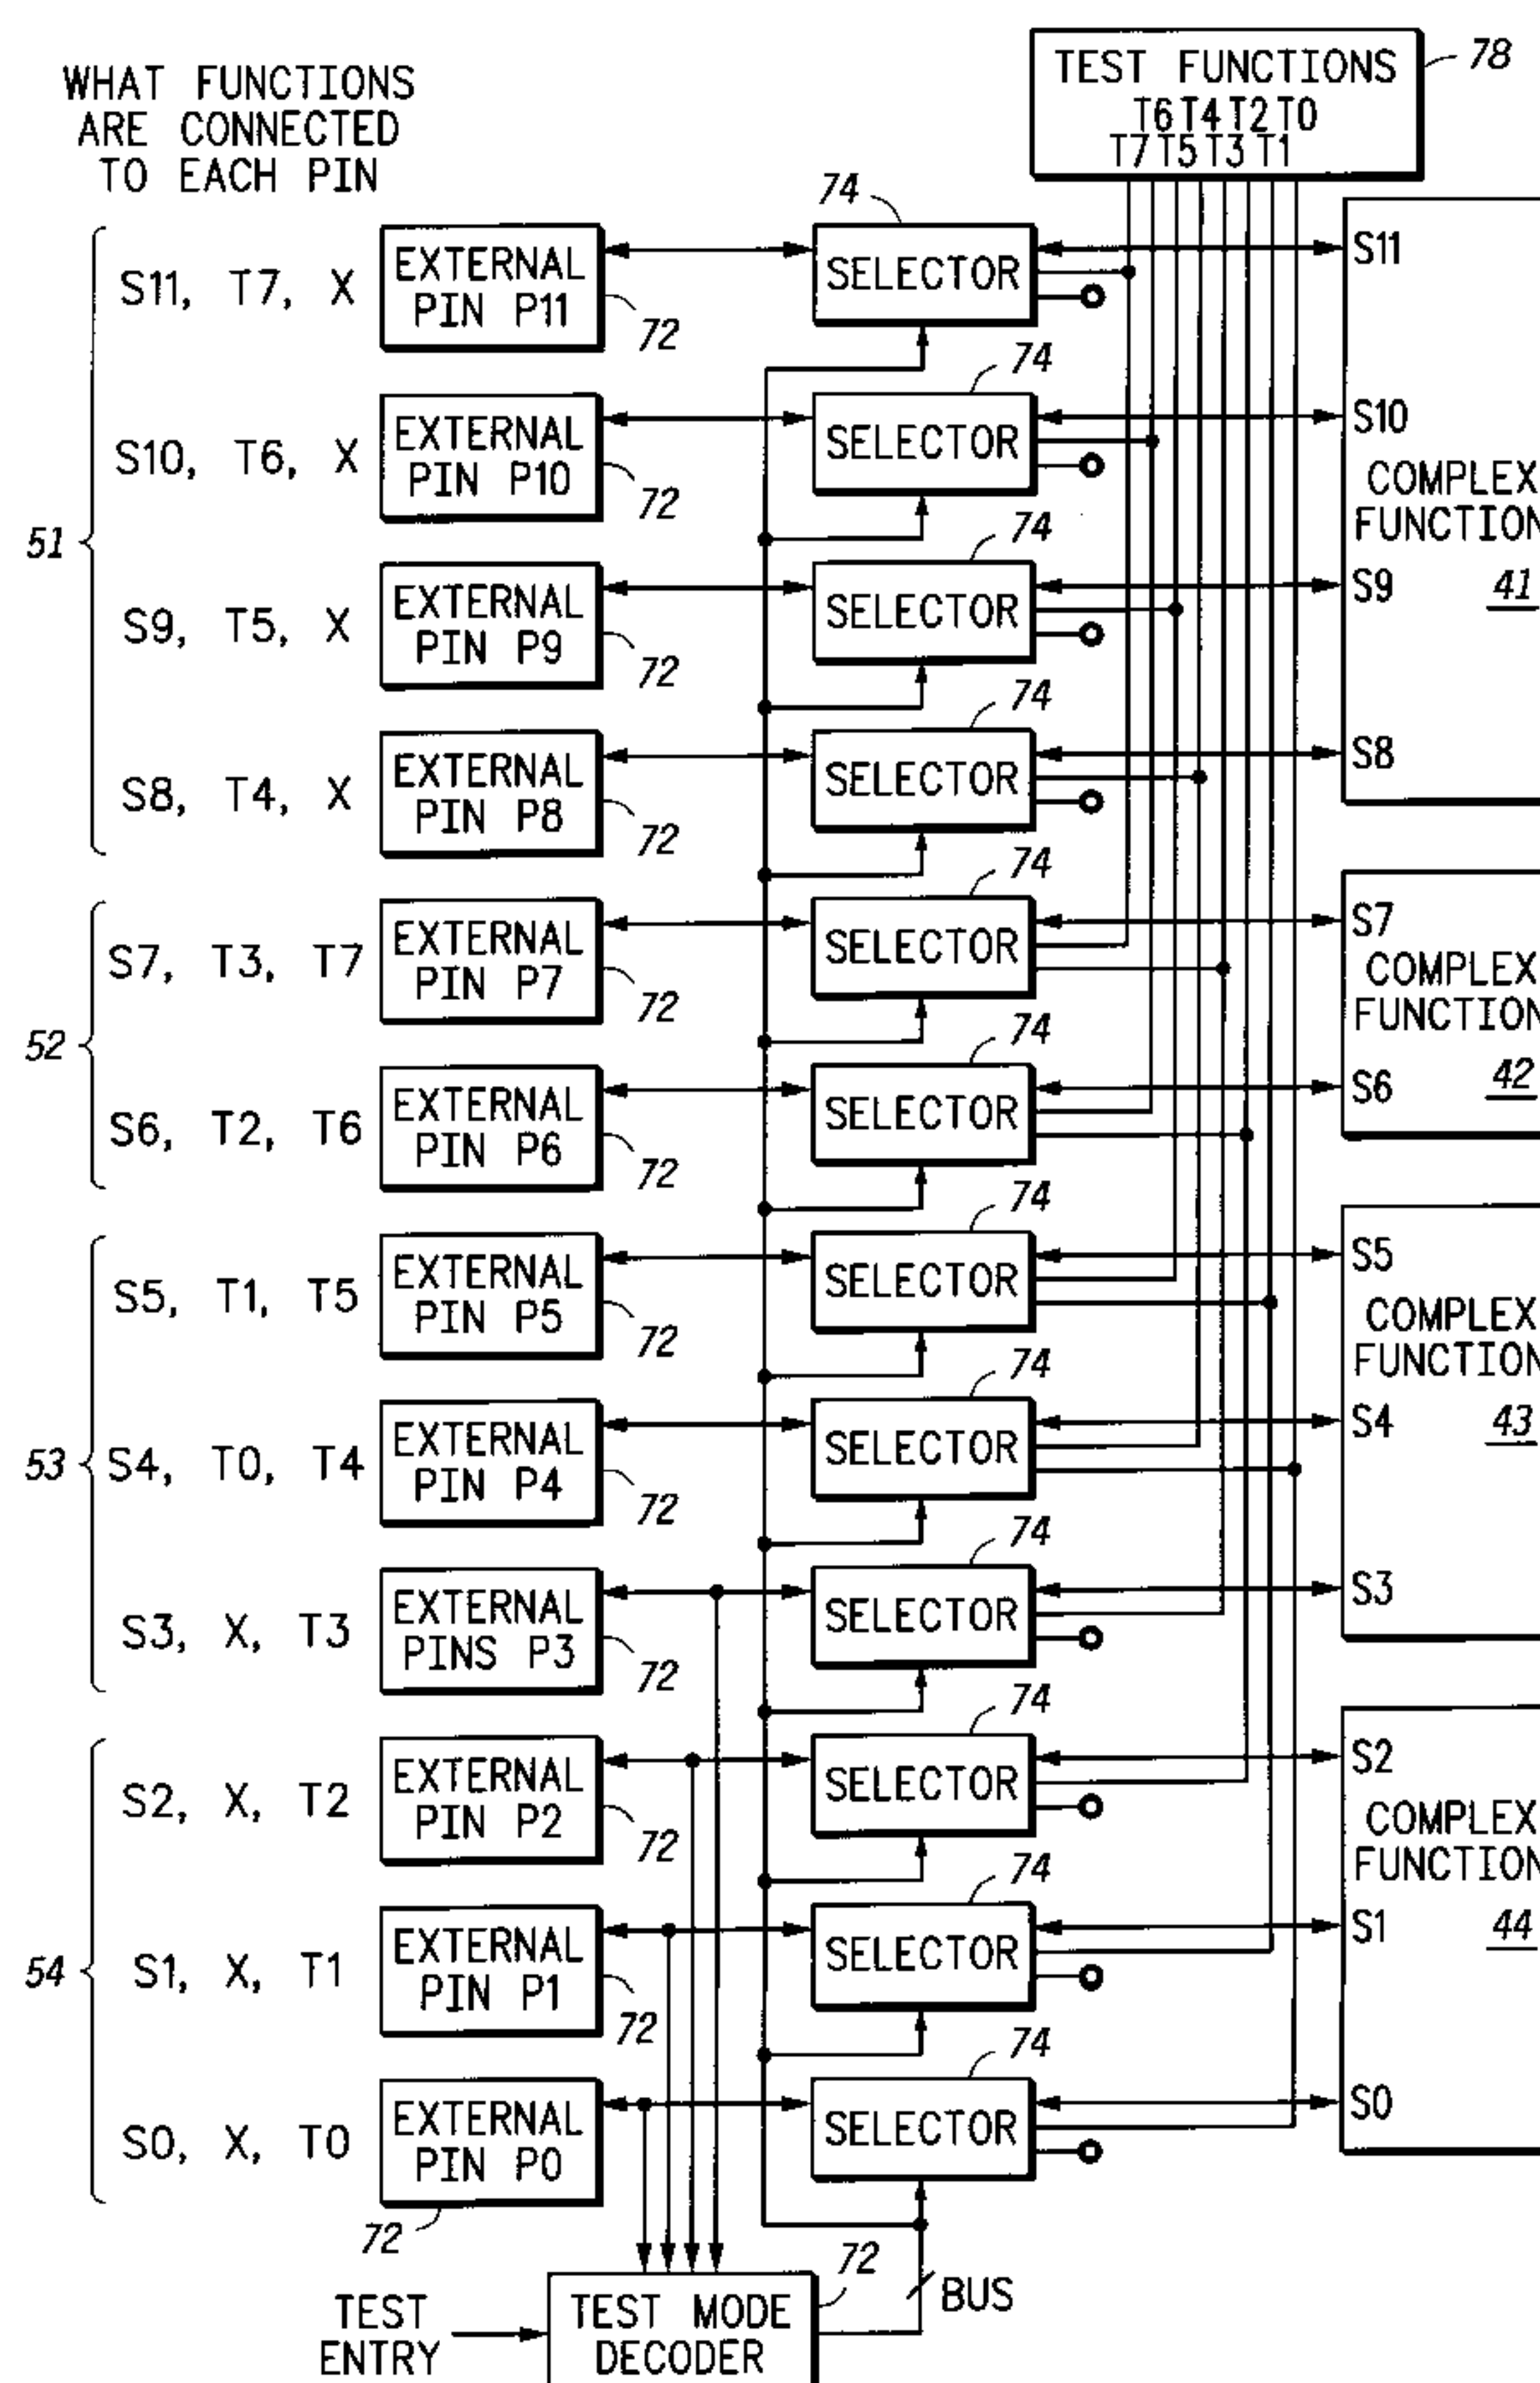 WHAT FUNCTIONS
ARE CONNECTED
TO EACH PIN
TEST FUNCTIONS
T6 T4 T2 T0
T7 T5 T3 T1
78
51
S11, T7, X
EXTERNAL
PIN P11
72
74
SELECTOR
S11
S10, T6, X
EXTERNAL
PIN P10
72
74
SELECTOR
S10
COMPLEX
FUNCTION
41
S9, T5, X
EXTERNAL
PIN P9
72
74
SELECTOR
S9
S8, T4, X
EXTERNAL
PIN P8
72
74
SELECTOR
S8
52
S7, T3, T7
EXTERNAL
PIN P7
72
74
SELECTOR
S7
COMPLEX
FUNCTION
42
S6, T2, T6
EXTERNAL
PIN P6
72
74
SELECTOR
S6
53
S5, T1, T5
EXTERNAL
PIN P5
72
74
SELECTOR
S5
COMPLEX
FUNCTION
43
S4, T0, T4
EXTERNAL
PIN P4
72
74
SELECTOR
S4
S3, X, T3
EXTERNAL
PINS P3
72
74
SELECTOR
S3
54
S2, X, T2
EXTERNAL
PIN P2
72
74
SELECTOR
S2
COMPLEX
FUNCTION
44
S1, X, T1
EXTERNAL
PIN P1
72
74
SELECTOR
S1
S0, X, T0
EXTERNAL
PIN P0
72
74
SELECTOR
S0
TEST
ENTRY
TEST MODE
DECODER
72
BUS